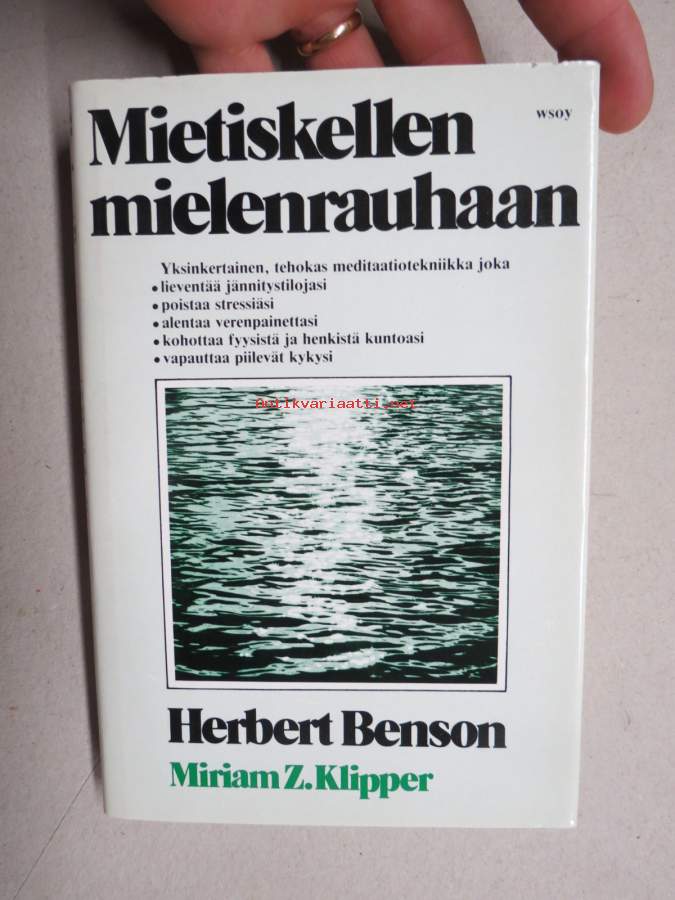 Mietiskellen
wsoy
mielenrauhaan
Yksinkertainen, tehokas meditaatiotekniikka joka
• lieventää jännitystilojasi
• poistaa stressiäsi
• alentaa verenpainettasi
• kohottaa fyysistä ja henkistä kuntoasi
• vapauttaa piilevät kykysi
Antikvariaatti.net
Herbert Benson
Miriam Z. Klipper